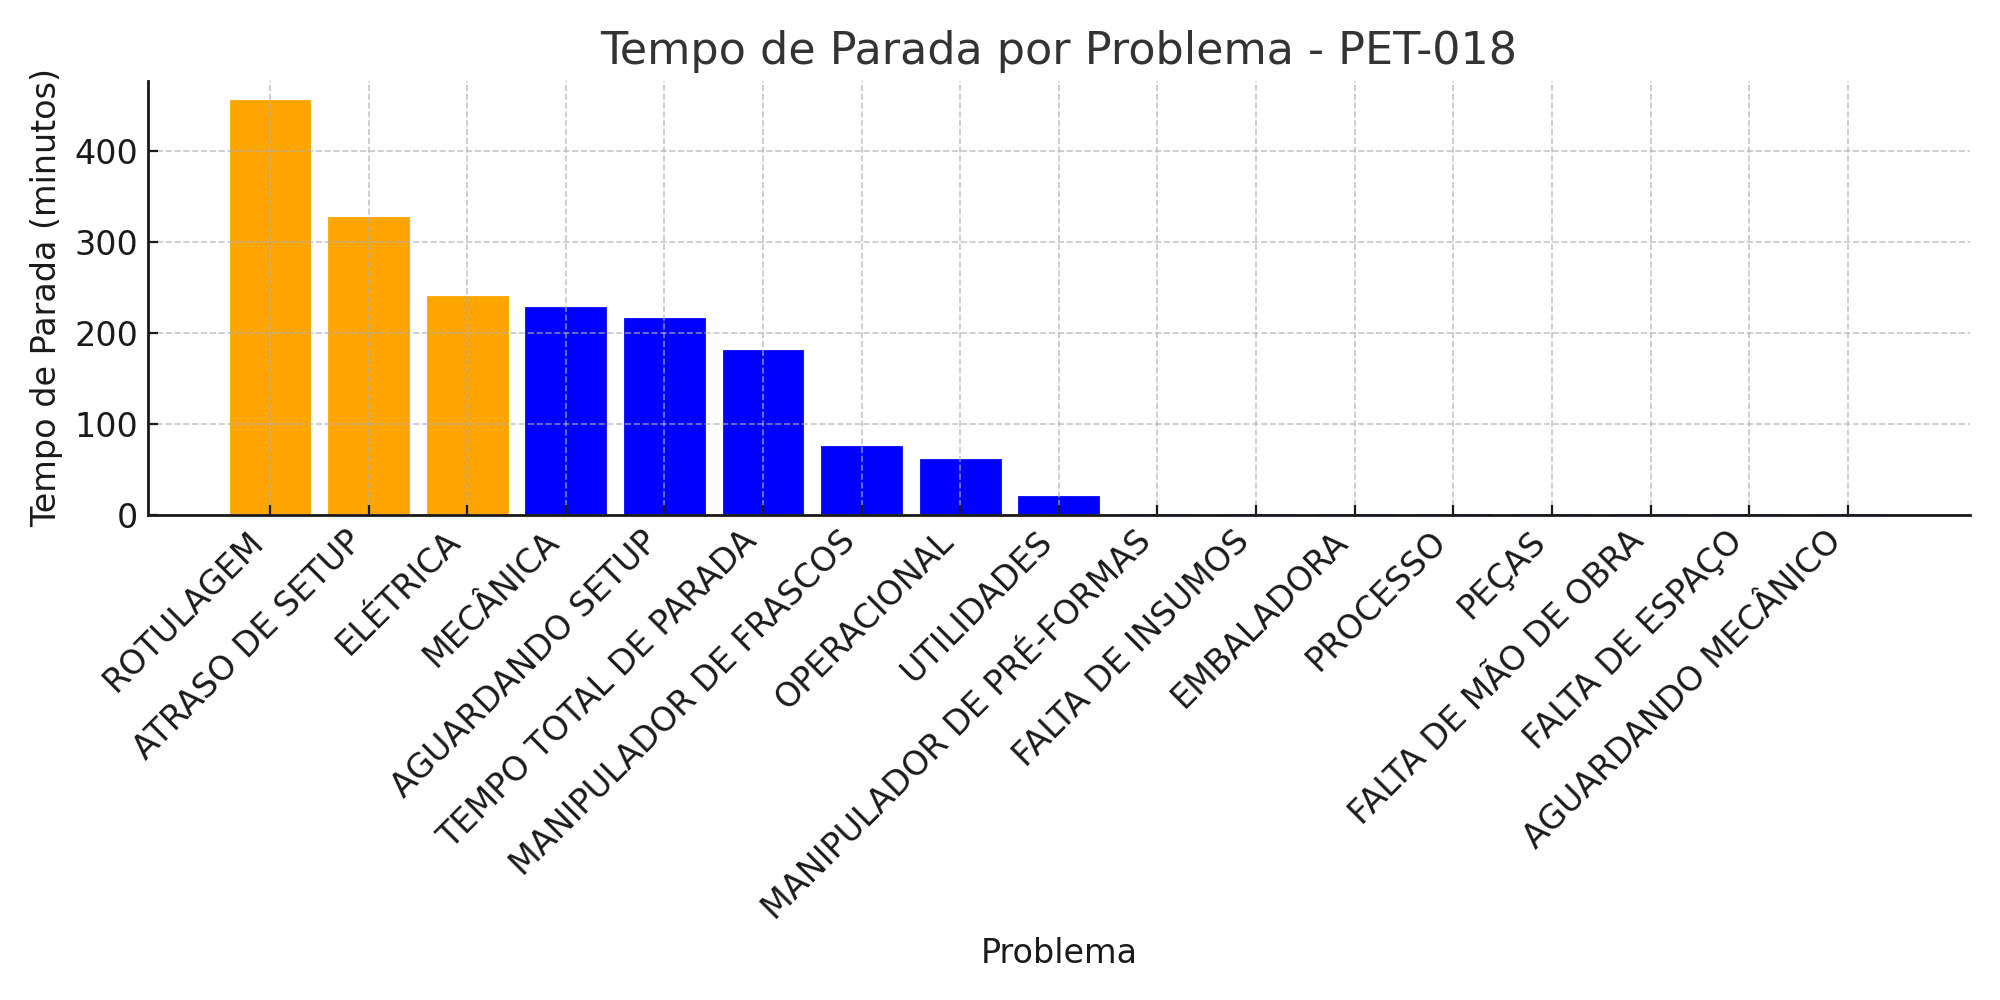 Tempo de Parada por Problema - PET-018
Tempo de Parada (minutos)
400
300
200
100
0
ROTULAGEM
ATRASO DE SETUP
ELÉTRICA
MECÂNICA
AGUARDANDO SETUP
TEMPO TOTAL DE PARADA
MANIPULADOR DE FRASCOS
OPERACIONAL
UTILIDADES
MANIPULADOR DE PRÉ-FORMAS
FALTA DE INSUMOS
EMBALADORA
PROCESSO
PEÇAS
FALTA DE MÃO DE OBRA
FALTA DE ESPAÇO
AGUARDANDO MECÂNICO
Problema